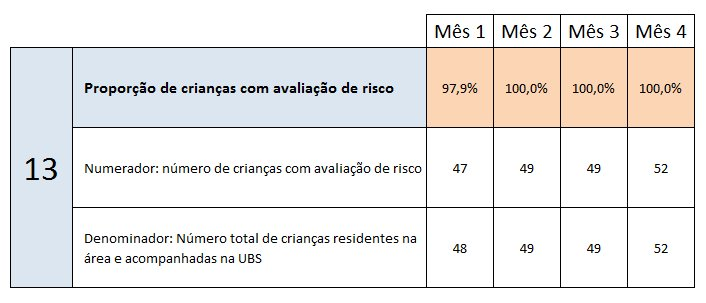 Mês 1 Mês 2 Mês 3 Mês 4
Proporção de crianças com avaliação de risco 97,9% 100,0% 100,0% 100,0%
13
Numerador: número de crianças com avaliação de risco 47 49 49 52
Denominador: Número total de crianças residentes na
área e acompanhadas na UBS 48 49 49 52